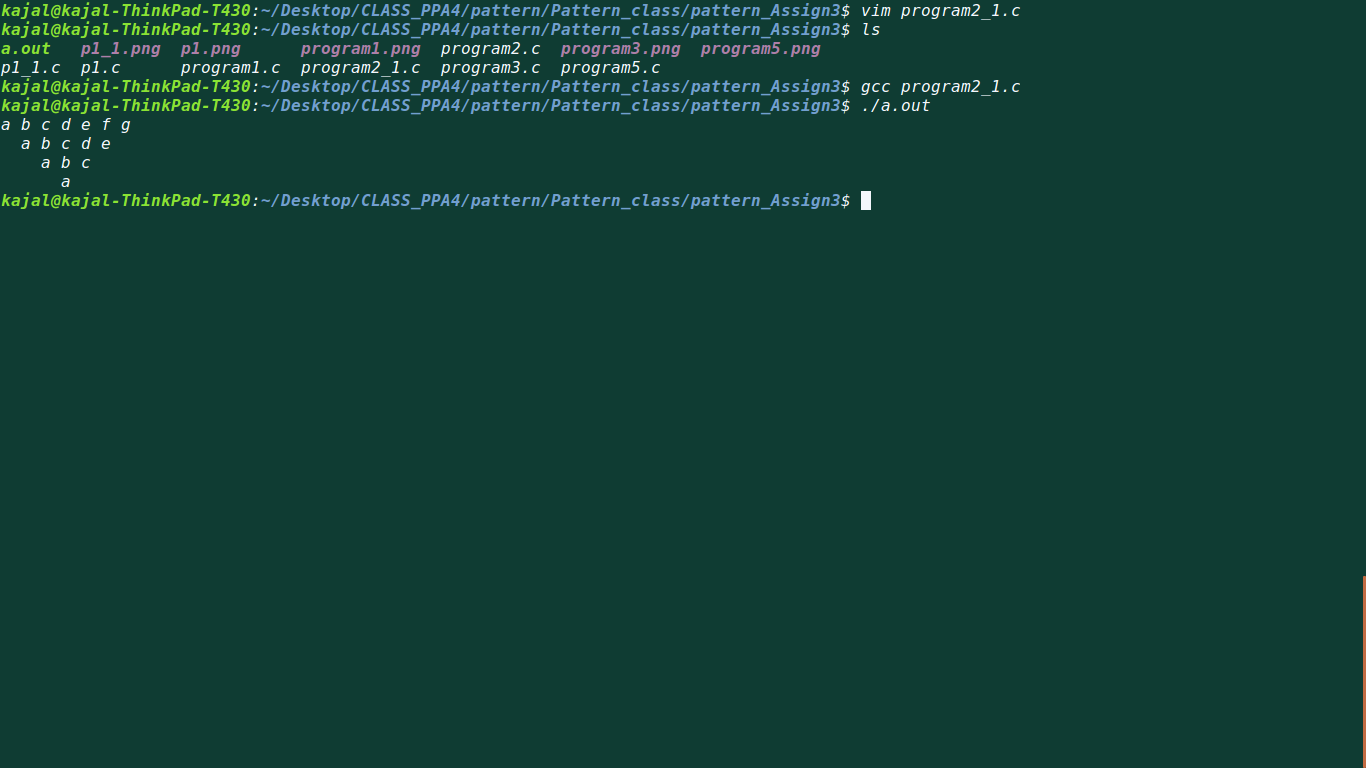 kajal@kajal-ThinkPad-T430:~/Desktop/CLASS_PPA4/pattern/Pattern_class/pattern_Assign3$ vim program2_1.c
kajal@kajal-ThinkPad-T430:~/Desktop/CLASS_PPA4/pattern/Pattern_class/pattern_Assign3$ ls
a.out   p1_1.png  p1.png      program1.png  program2.c  program3.png  program5.png
p1_1.c  p1.c      program1.c  program2_1.c  program3.c  program5.c
kajal@kajal-ThinkPad-T430:~/Desktop/CLASS_PPA4/pattern/Pattern_class/pattern_Assign3$ gcc program2_1.c
kajal@kajal-ThinkPad-T430:~/Desktop/CLASS_PPA4/pattern/Pattern_class/pattern_Assign3$ ./a.out
a b c d e f g
  a b c d e
    a b c
      a
kajal@kajal-ThinkPad-T430:~/Desktop/CLASS_PPA4/pattern/Pattern_class/pattern_Assign3$